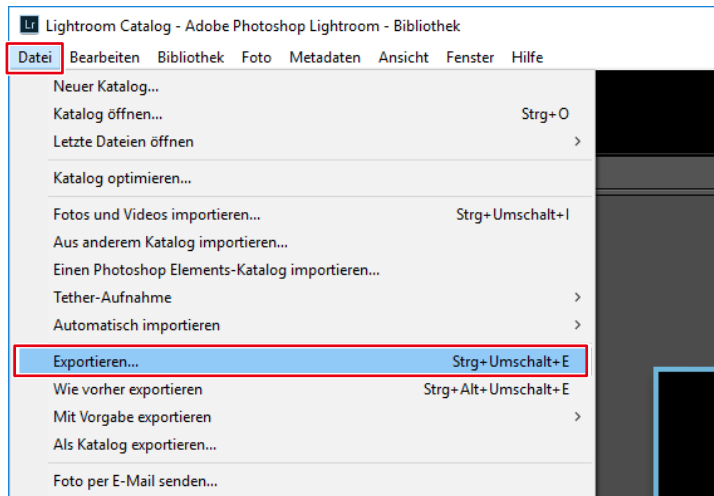 Lr Lightroom Catalog - Adobe Photoshop Lightroom - Bibliothek
Datei Bearbeiten Bibliothek Foto Metadaten Ansicht Fenster Hilfe
Neuer Katalog...
Katalog öffnen... Strg+O
Letzte Dateien öffnen >
Katalog optimieren...
Fotos und Videos importieren... Strg+Umschalt+I
Aus anderem Katalog importieren...
Einen Photoshop Elements-Katalog importieren...
Tether-Aufnahme >
Automatisch importieren >
Exportieren... Strg+Umschalt+E
Wie vorher exportieren Strg+Alt+Umschalt+E
Mit Vorgabe exportieren >
Als Katalog exportieren...
Foto per E-Mail senden...